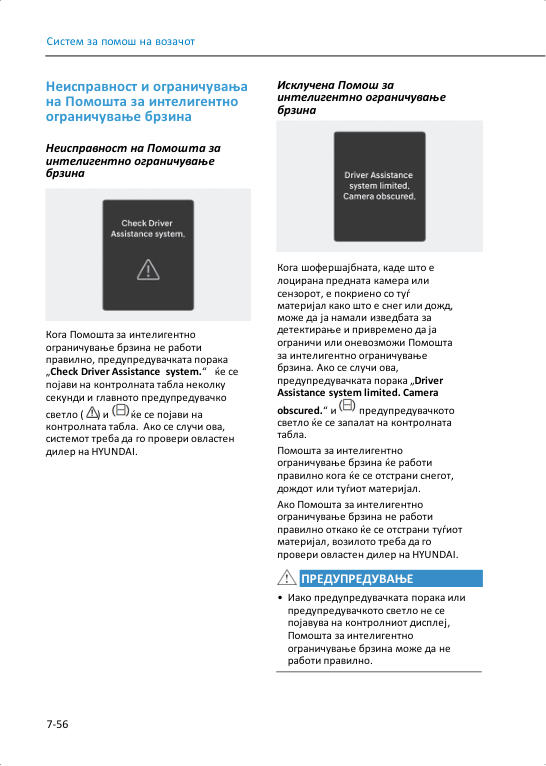 Систем за помош на возачот
Неисправност и ограничувања
на Помошта за интелигентно
ограничување брзина
Неисправност на Помошта за
интелигентно ограничување
брзина
Check Driver
Assistance system.
Кога Помошта за интелигентно
ограничување брзина не работи
правилно, предупредувачката порака
„Check Driver Assistance system.“ ќе се
појави на контролната табла неколку
секунди и главното предупредувачко
светло ( ) и ( ) ќе се појави на
контролната табла. Ако се случи ова,
системот треба да го провери овластен
дилер на HYUNDAI.
Исклучена Помош за
интелигентно ограничување
брзина
Driver Assistance
system limited.
Camera obscured.
Кога шофершајбната, каде што е
лоцирана предната камера или
сензорот, е покриено со туѓ
материјал како што е снег или дожд,
може да ја намали изведбата за
детектирање и привремено да ја
ограничи или оневозможи Помошта
за интелигентно ограничување
брзина. Ако се случи ова,
предупредувачката порака „Driver
Assistance system limited. Camera
obscured.“ и ( ) предупредувачкото
светло ќе се запалат на контролната
табла.
Помошта за интелигентно
ограничување брзина ќе работи
правилно кога ќе се отстрани снегот,
дождот или туѓиот материјал.
Ако Помошта за интелигентно
ограничување брзина не работи
правилно откако ќе се отстрани туѓиот
материјал, возилото треба да го
провери овластен дилер на HYUNDAI.
ПРЕДУПРЕДУВАЊЕ
• Иако предупредувачката порака или
предупредувачкото светло не се
појавува на контролниот дисплеј,
Помошта за интелигентно
ограничување брзина може да не
работи правилно.
7-56